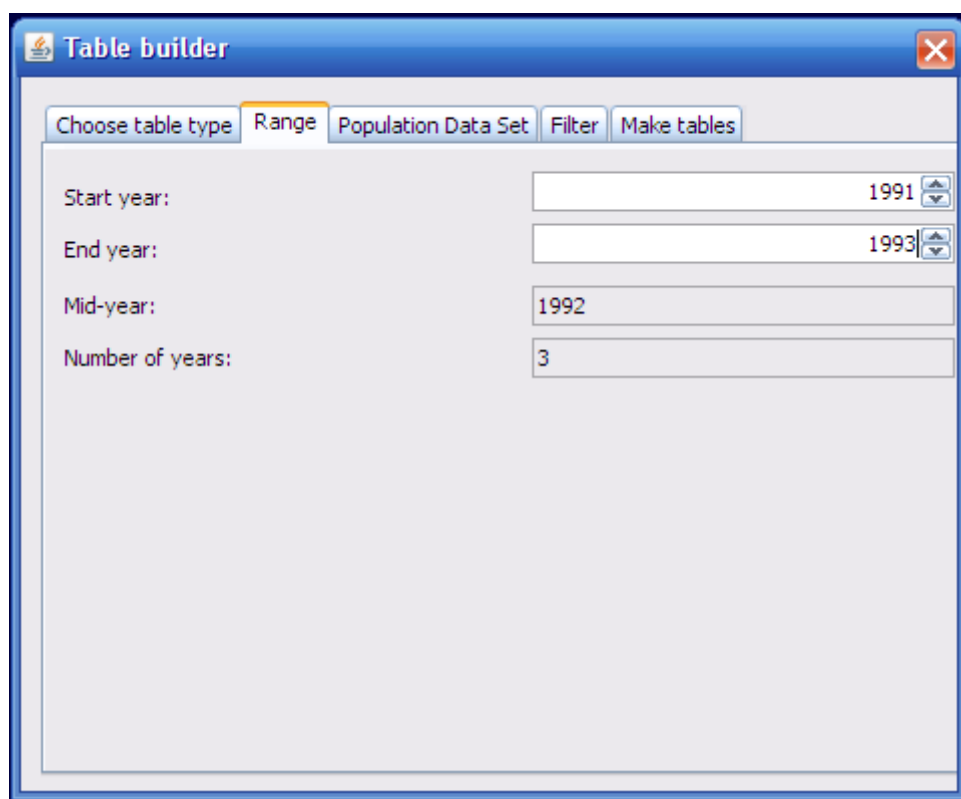 Table builder
Choose table type Range Population Data Set Filter Make tables
Start year: 1991
End year: 1993
Mid-year: 1992
Number of years: 3